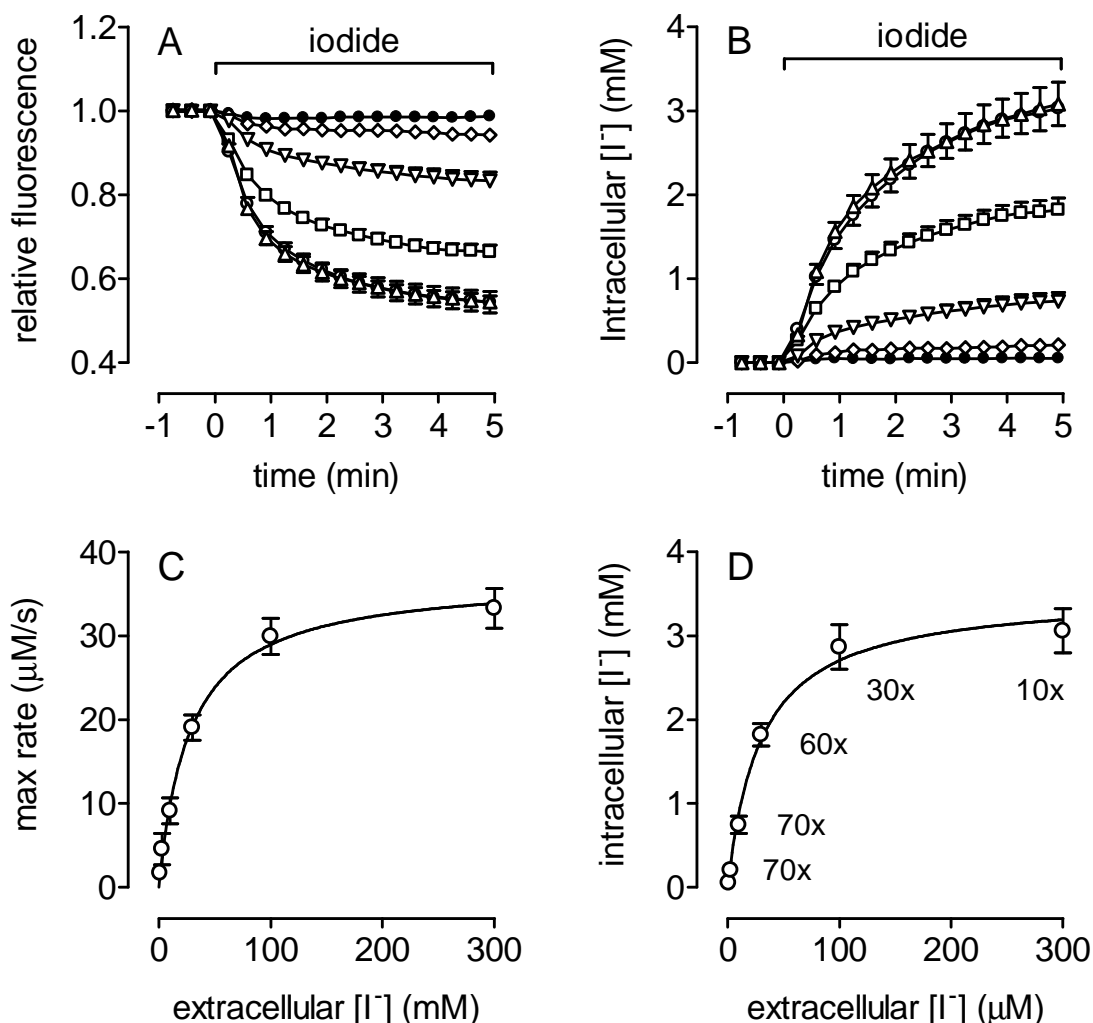 A
iodide
relative fluorescence
1.2
1.0
0.8
0.6
0.4
-1 0 1 2 3 4 5
time (min)
B
iodide
Intracellular [I-] (mM)
4
3
2
1
0
-1 0 1 2 3 4 5
time (min)
C
max rate (µM/s)
40
30
20
10
0
0 100 200 300
extracellular [I-] (mM)
D
intracellular [I-] (mM)
4
3
2
1
0
30x
10x
60x
70x
70x
0 100 200 300
extracellular [I-] (µM)